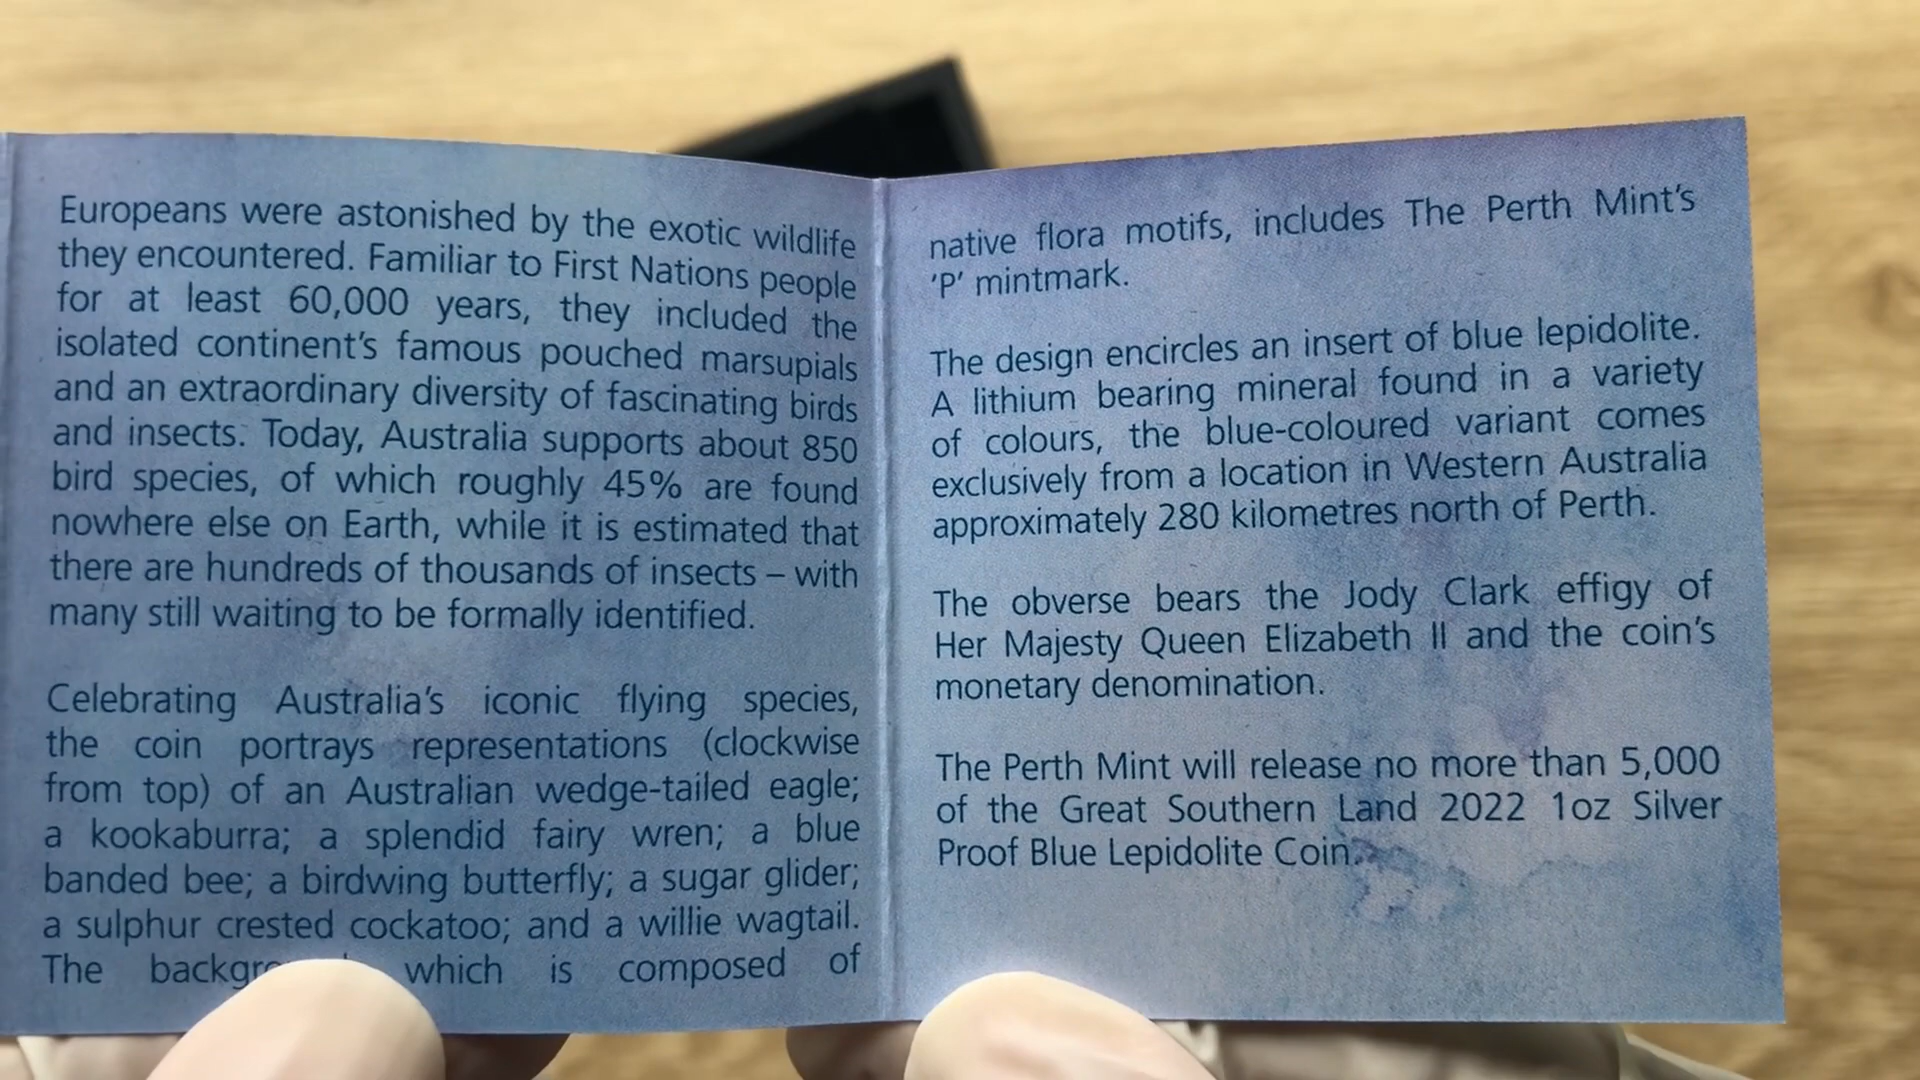 Europeans were astonished by the exotic wildlife
they encountered. Familiar to First Nations people
for at least 60,000 years, they included the
isolated continent's famous pouched marsupials
and an extraordinary diversity of fascinating birds
and insects. Today, Australia supports about 850
bird species, of which roughly 45% are found
nowhere else on Earth, while it is estimated that
there are hundreds of thousands of insects – with
many still waiting to be formally identified.
Celebrating Australia's iconic flying species,
the coin portrays representations (clockwise
from top) of an Australian wedge-tailed eagle;
a kookaburra; a splendid fairy wren; a blue
banded bee; a birdwing butterfly; a sugar glider;
a sulphur crested cockatoo; and a willie wagtail.
The which is composed of
native flora motifs, includes The Perth Mint's
'P' mintmark.
The design encircles an insert of blue lepidolite.
A lithium bearing mineral found in a variety
of colours, the blue-coloured variant comes
exclusively from a location in Western Australia
approximately 280 kilometres north of Perth.
The obverse bears the Jody Clark effigy of
Her Majesty Queen Elizabeth II and the coin's
monetary denomination.
The Perth Mint will release no more than 5,000
of the Great Southern Land 2022 1oz Silver
Proof Blue Lepidolite Coin.